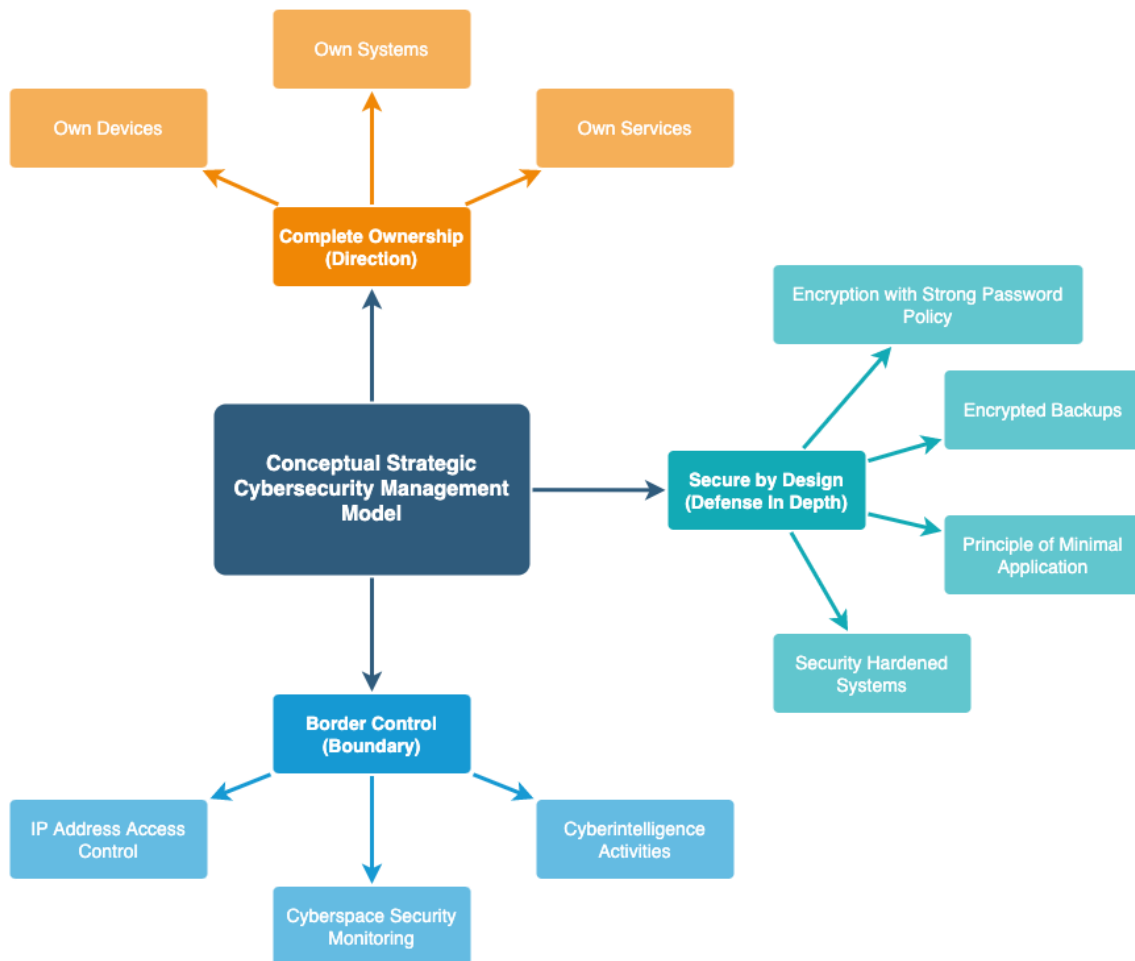 Own Systems
Own Devices
Own Services
Complete Ownership
(Direction)
Encryption with Strong Password
Policy
Encrypted Backups
Conceptual Strategic
Cybersecurity Management
Model
Secure by Design
(Defense In Depth)
Principle of Minimal
Application
Security Hardened
Systems
Border Control
(Boundary)
IP Address Access
Control
Cyberintelligence
Activities
Cyberspace Security
Monitoring